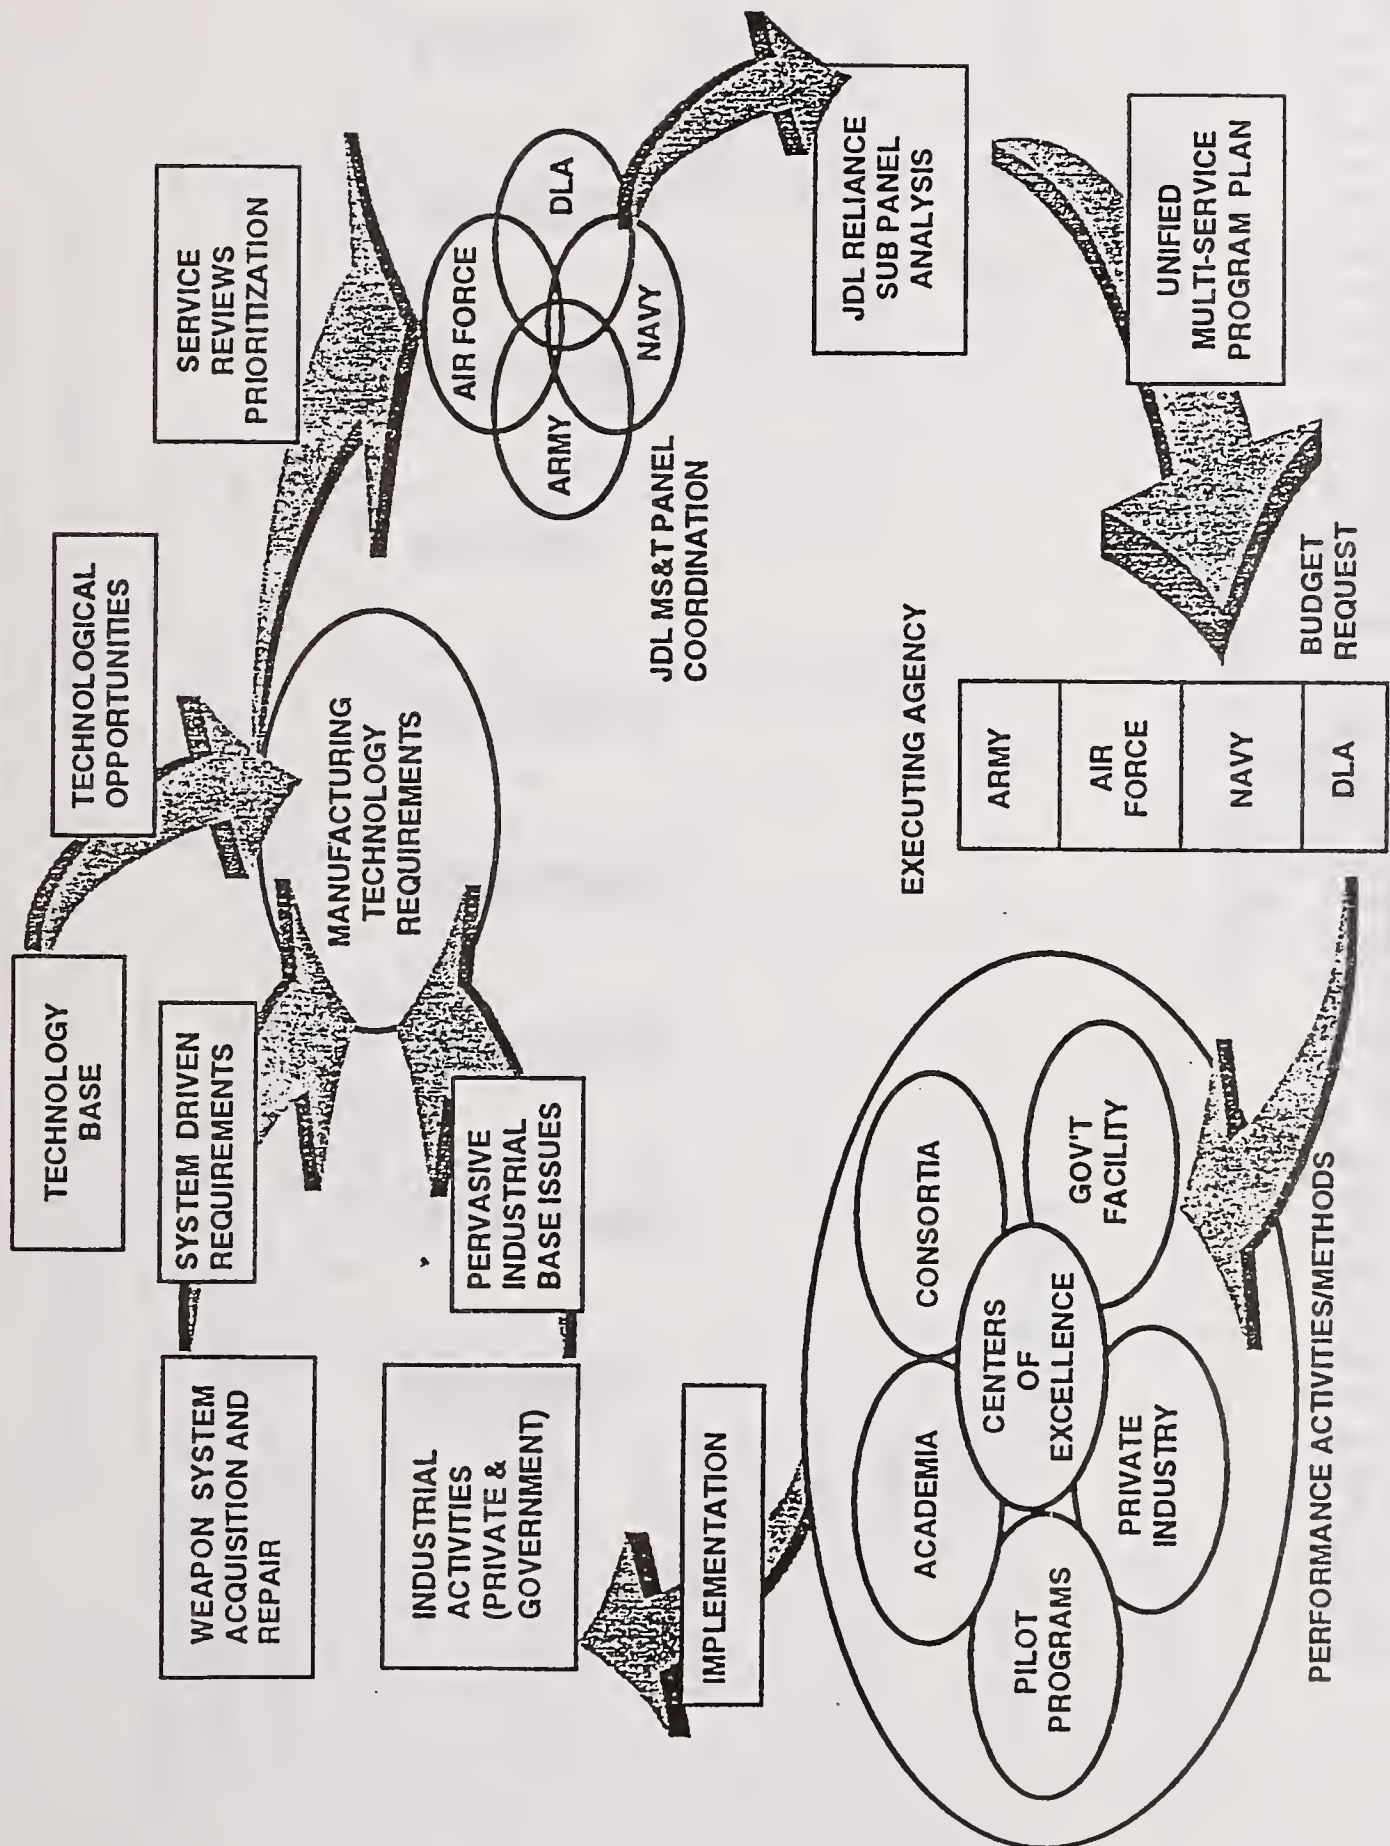 TECHNOLOGY
BASE
TECHNOLOGICAL
OPPORTUNITIES
WEAPON SYSTEM
ACQUISITION AND
REPAIR
SYSTEM DRIVEN
REQUIREMENTS
SERVICE
REVIEWS
PRIORITIZATION
MANUFACTURING
TECHNOLOGY
REQUIREMENTS
INDUSTRIAL
ACTIVITIES
(PRIVATE &
GOVERNMENT)
PERVASIVE
INDUSTRIAL
BASE ISSUES
AIR FORCE
ARMY
DLA
NAVY
JDL MS&T PANEL
COORDINATION
IMPLEMENTATION
JDL RELIANCE
SUB PANEL
ANALYSIS
ACADEMIA
CONSORTIA
CENTERS
OF
EXCELLENCE
PILOT
PROGRAMS
PRIVATE
INDUSTRY
GOV'T
FACILITY
EXECUTING AGENCY
ARMY
AIR
FORCE
NAVY
DLA
UNIFIED
MULTI-SERVICE
PROGRAM PLAN
BUDGET
REQUEST
PERFORMANCE ACTIVITIES/METHODS